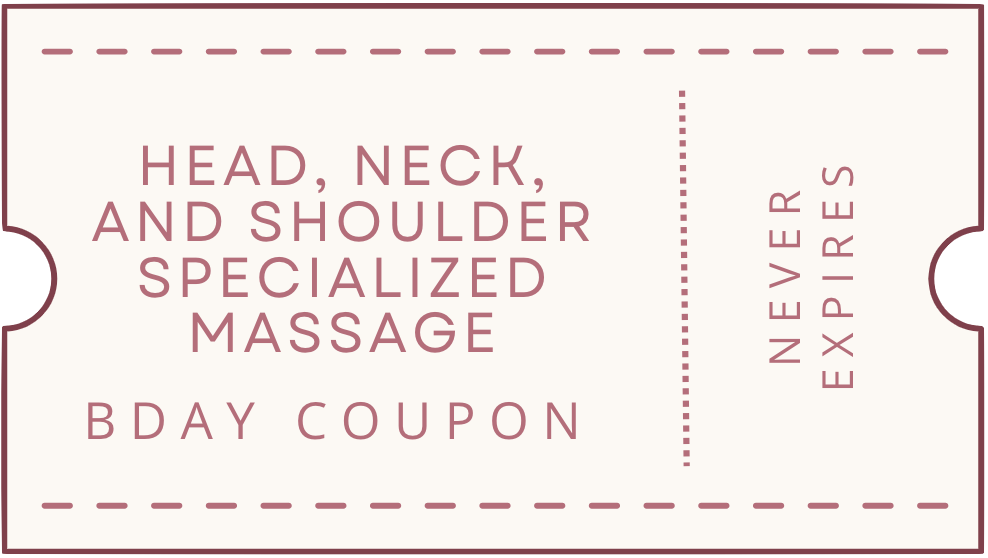 HEAD, NECK,
AND SHOULDER
SPECIALIZED
MASSAGE
BDAY COUPON
NEVER
EXPIRES